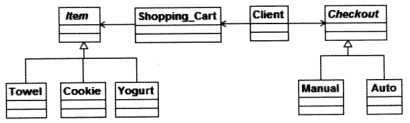 Item
Shopping_Cart
Client
Checkout
Towel
Cookie
Yogurt
Manual
Auto